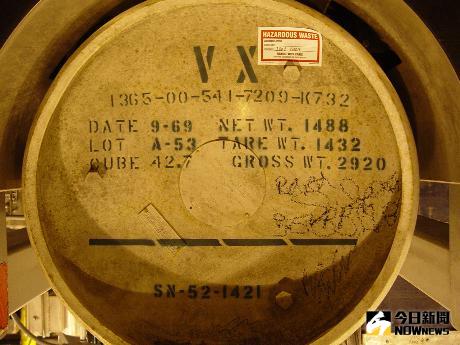 HAZARDOUS WASTE
VX
1365-00-541-7209-K732
DATE 9-69 NET WT. 1488
LOT A-53 TARE WT. 1432
CUBE 42.7 GROSS WT. 2920
SN-52-1421
今日新聞
NOWNEWS